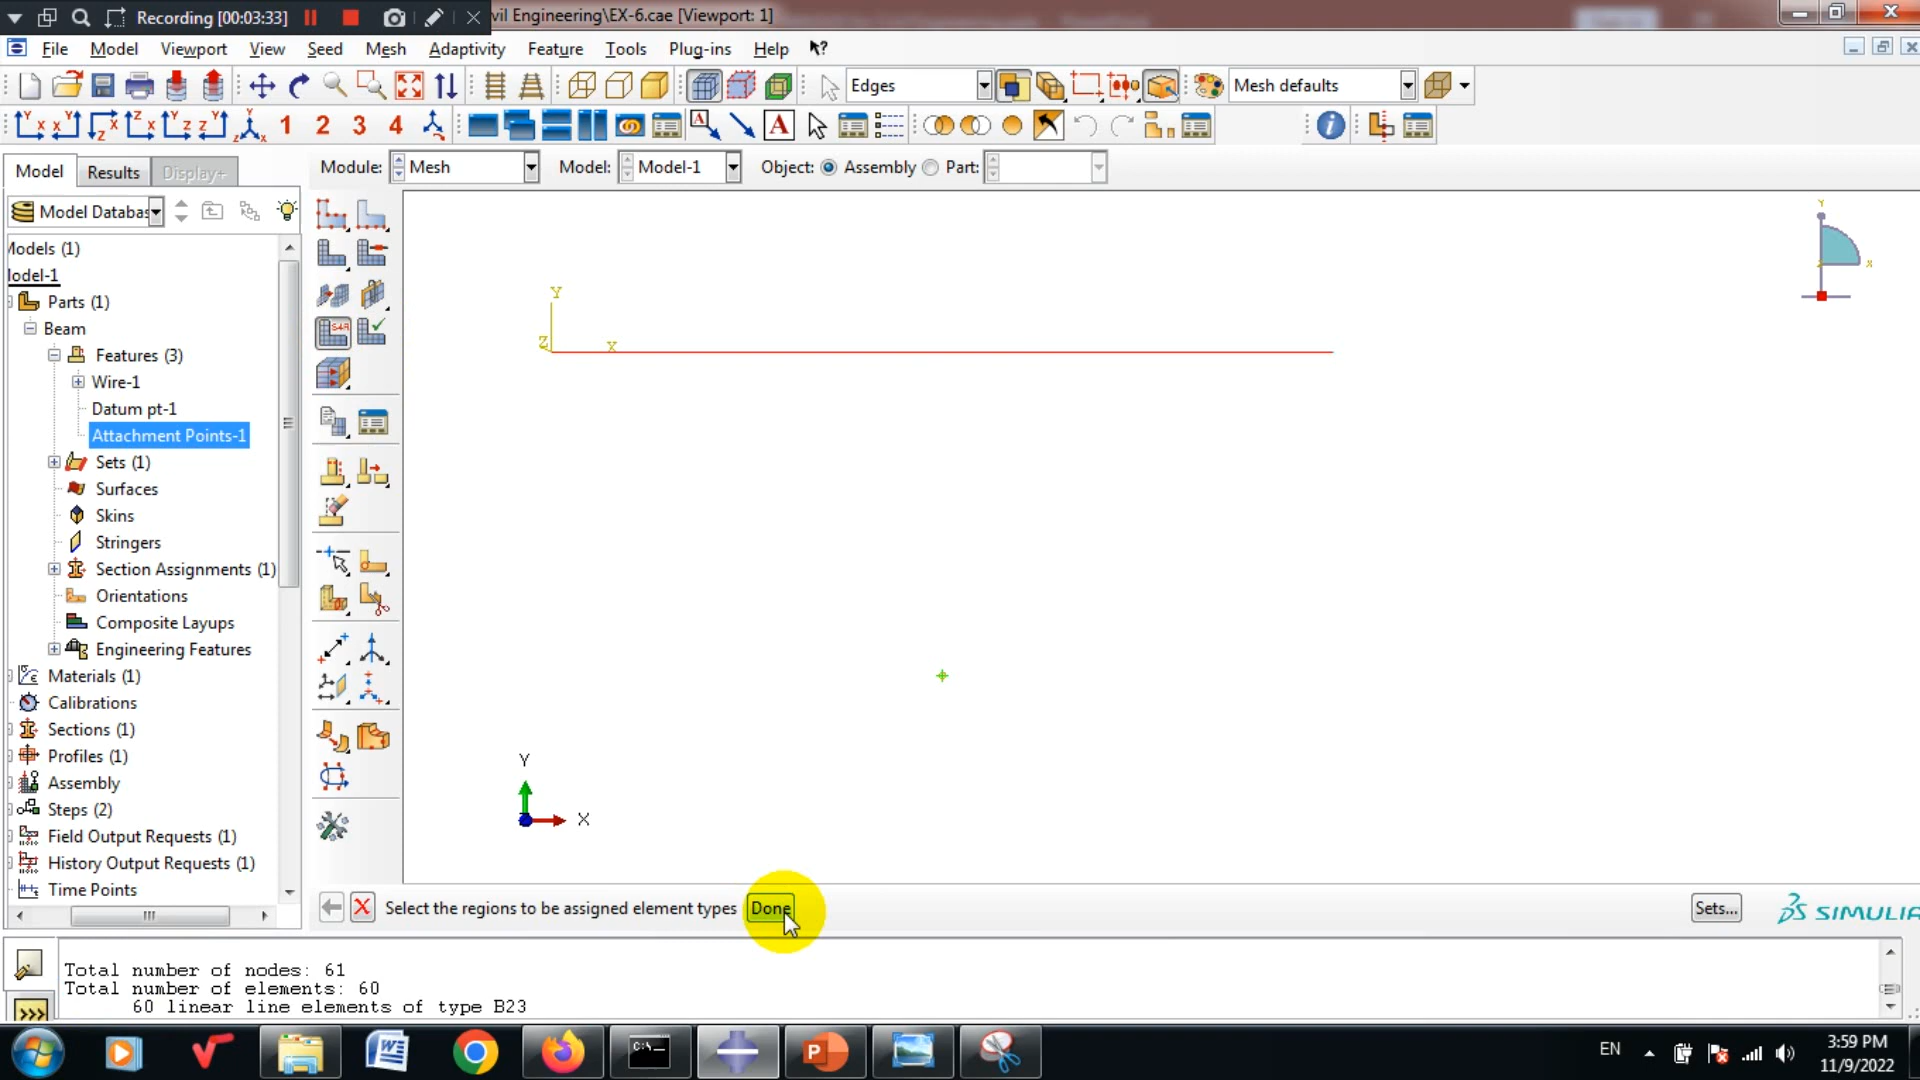 Recording [00:03:33]
vil Engineering\EX-6.cae [Viewport: 1]
File Model Viewport View Seed Mesh Adaptivity Feature Tools Plug-ins Help
Edges
Mesh defaults
1 2 3 4
Model Results Display+
Module: Mesh Model: Model-1 Object: Assembly Part:
Model Databas
Models (1)
lodel-1
Parts (1)
Beam
Features (3)
Wire-1
Datum pt-1
Attachment Points-1
Sets (1)
Surfaces
Skins
Stringers
Section Assignments (1)
Orientations
Composite Layups
Engineering Features
Materials (1)
Calibrations
Sections (1)
Profiles (1)
Assembly
Steps (2)
Field Output Requests (1)
History Output Requests (1)
Time Points
Y
Z X
Y
X
Y
X
Select the regions to be assigned element types Done
Sets...
SIMULIA
Total number of nodes: 61
Total number of elements: 60
60 linear line elements of type B23
EN
3:59 PM
11/9/2022